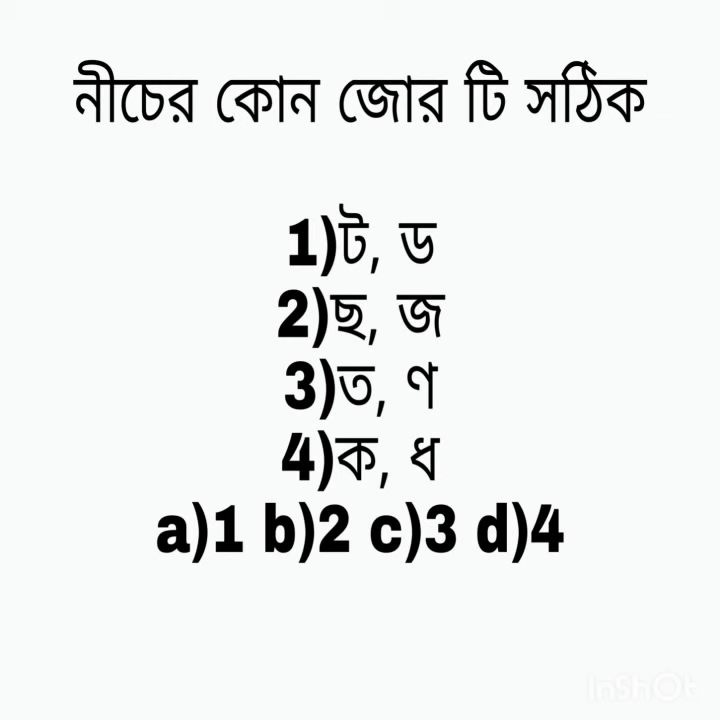 নীচের কোন জোর টি সঠিক
1)ট, ড
2)ছ, জ
3)ত, ণ
4)ক, ধ
a)1 b)2 c)3 d)4
InShOt